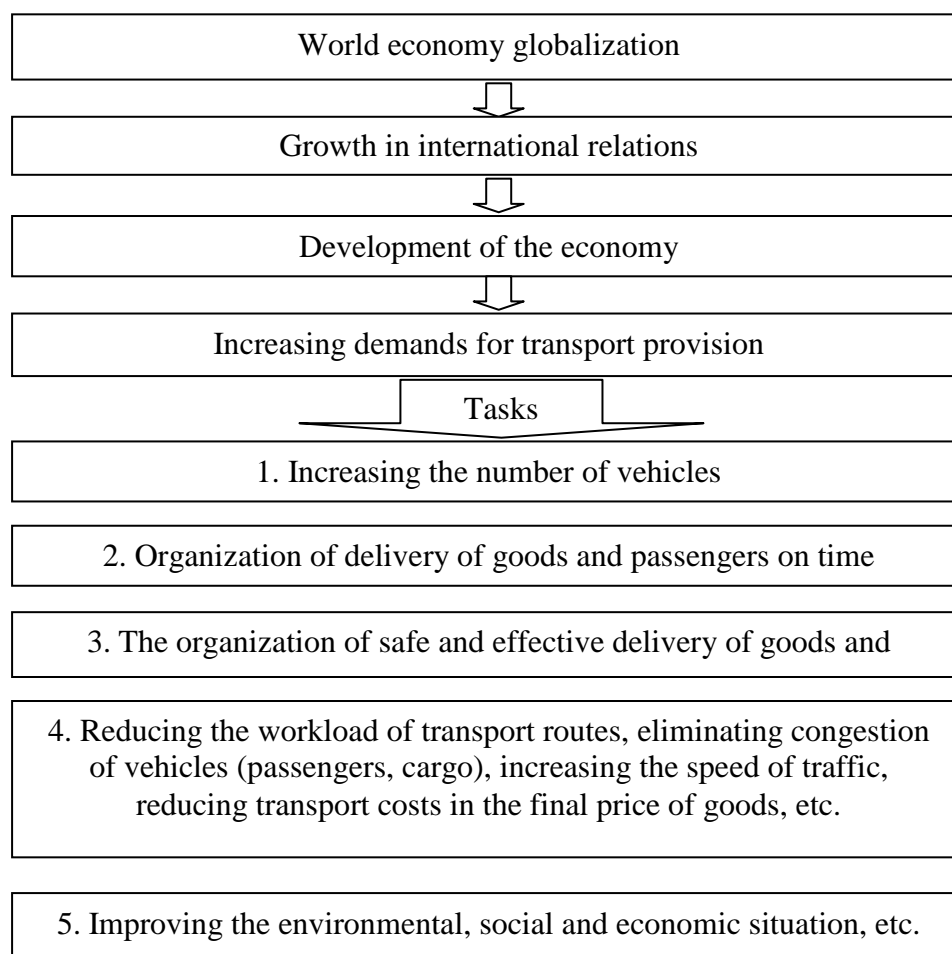 World economy globalization
Growth in international relations
Development of the economy
Increasing demands for transport provision
Tasks
1. Increasing the number of vehicles
2. Organization of delivery of goods and passengers on time
3. The organization of safe and effective delivery of goods and
4. Reducing the workload of transport routes, eliminating congestion
of vehicles (passengers, cargo), increasing the speed of traffic,
reducing transport costs in the final price of goods, etc.
5. Improving the environmental, social and economic situation, etc.